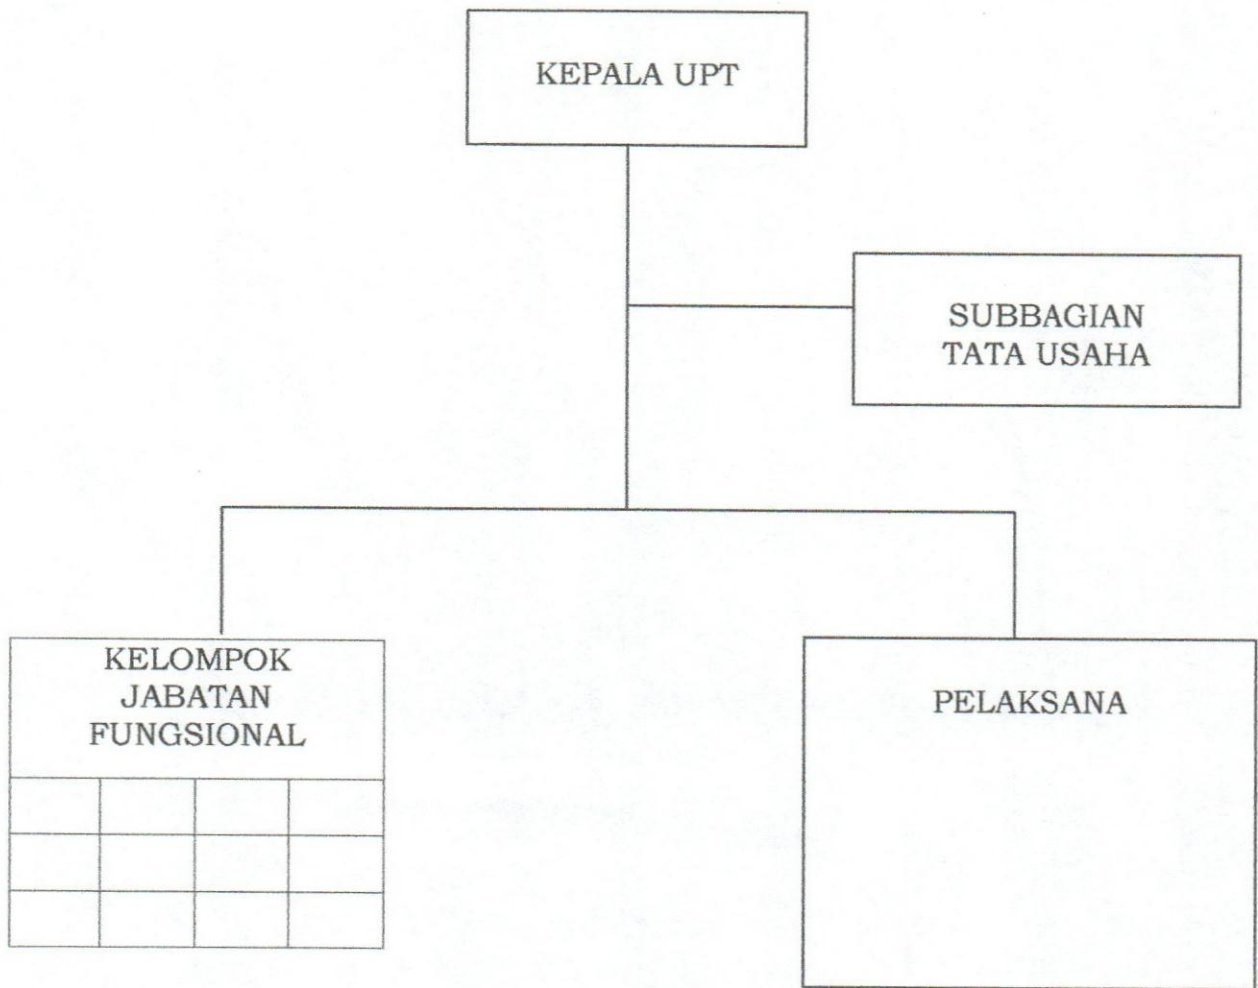 KEPALA UPT
SUBBAGIAN
TATA USAHA
KELOMPOK
JABATAN
FUNGSIONAL
PELAKSANA